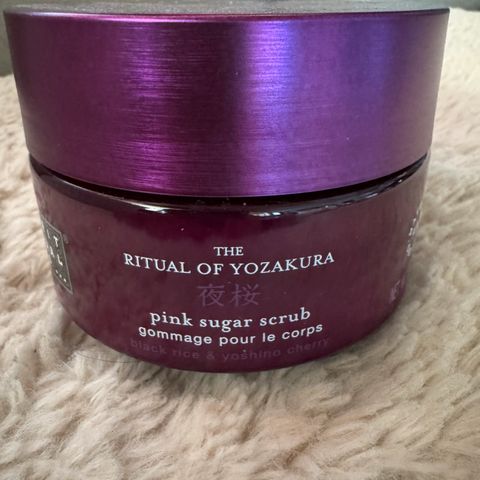 THE
RITUAL OF YOZAKURA
夜桜
pink sugar scrub
gommage pour le corps
black rice & yoshino cherry